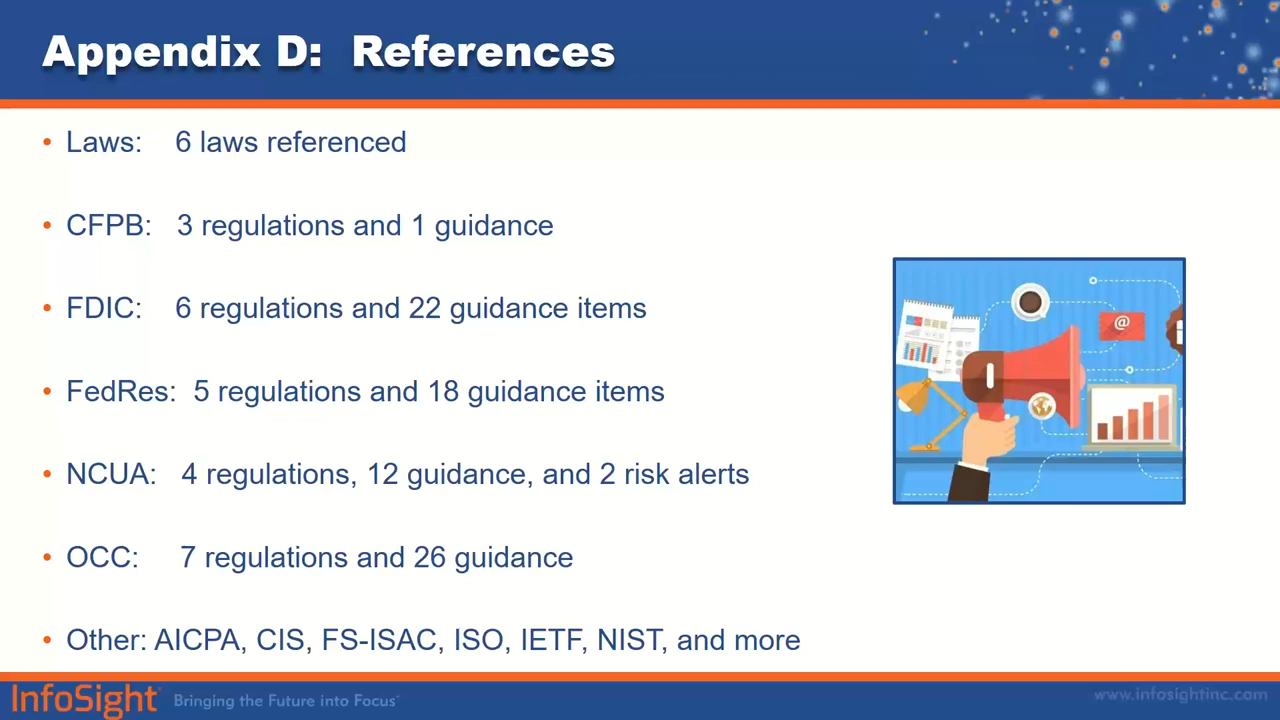 Appendix D: References
• Laws: 6 laws referenced
• CFPB: 3 regulations and 1 guidance
• FDIC: 6 regulations and 22 guidance items
• FedRes: 5 regulations and 18 guidance items
• NCUA: 4 regulations, 12 guidance, and 2 risk alerts
• OCC: 7 regulations and 26 guidance
• Other: AICPA, CIS, FS-ISAC, ISO, IETF, NIST, and more
@
InfoSight Bringing the Future into Focus
www.infosightinc.com